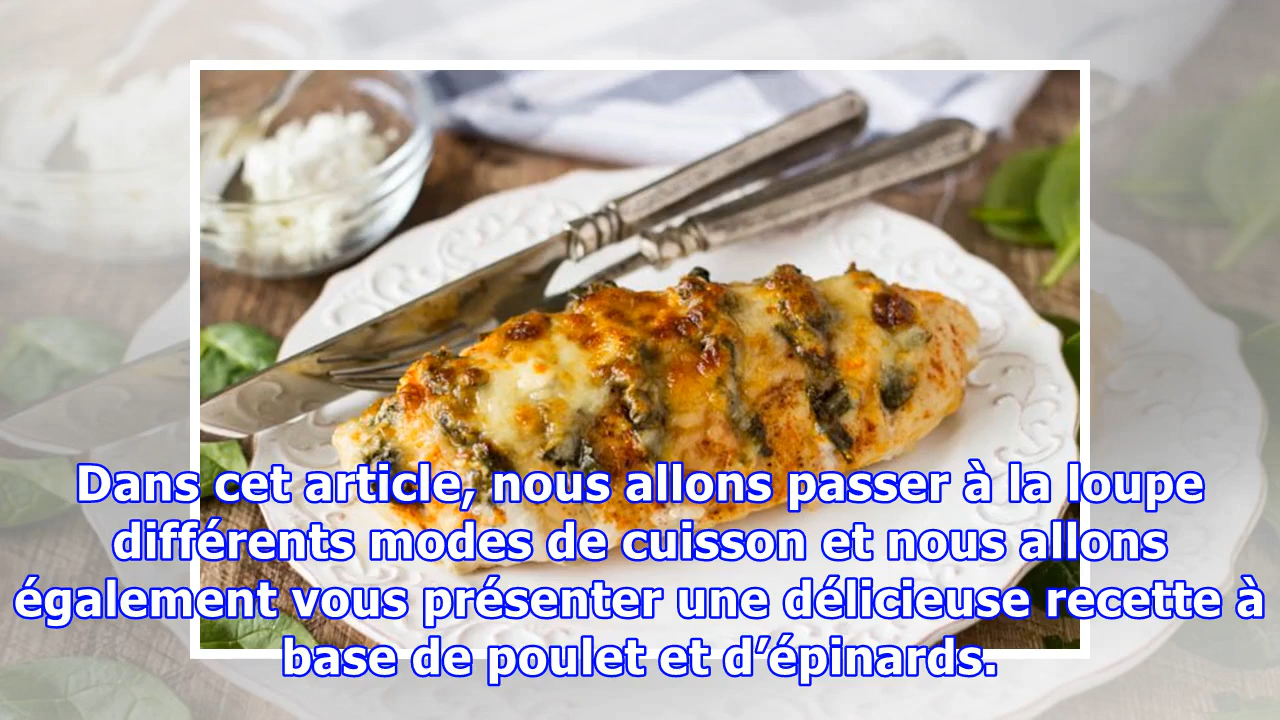 Dans cet article, nous allons passer à la loupe
différents modes de cuisson et nous allons
également vous présenter une délicieuse recette à
base de poulet et d’épinards.